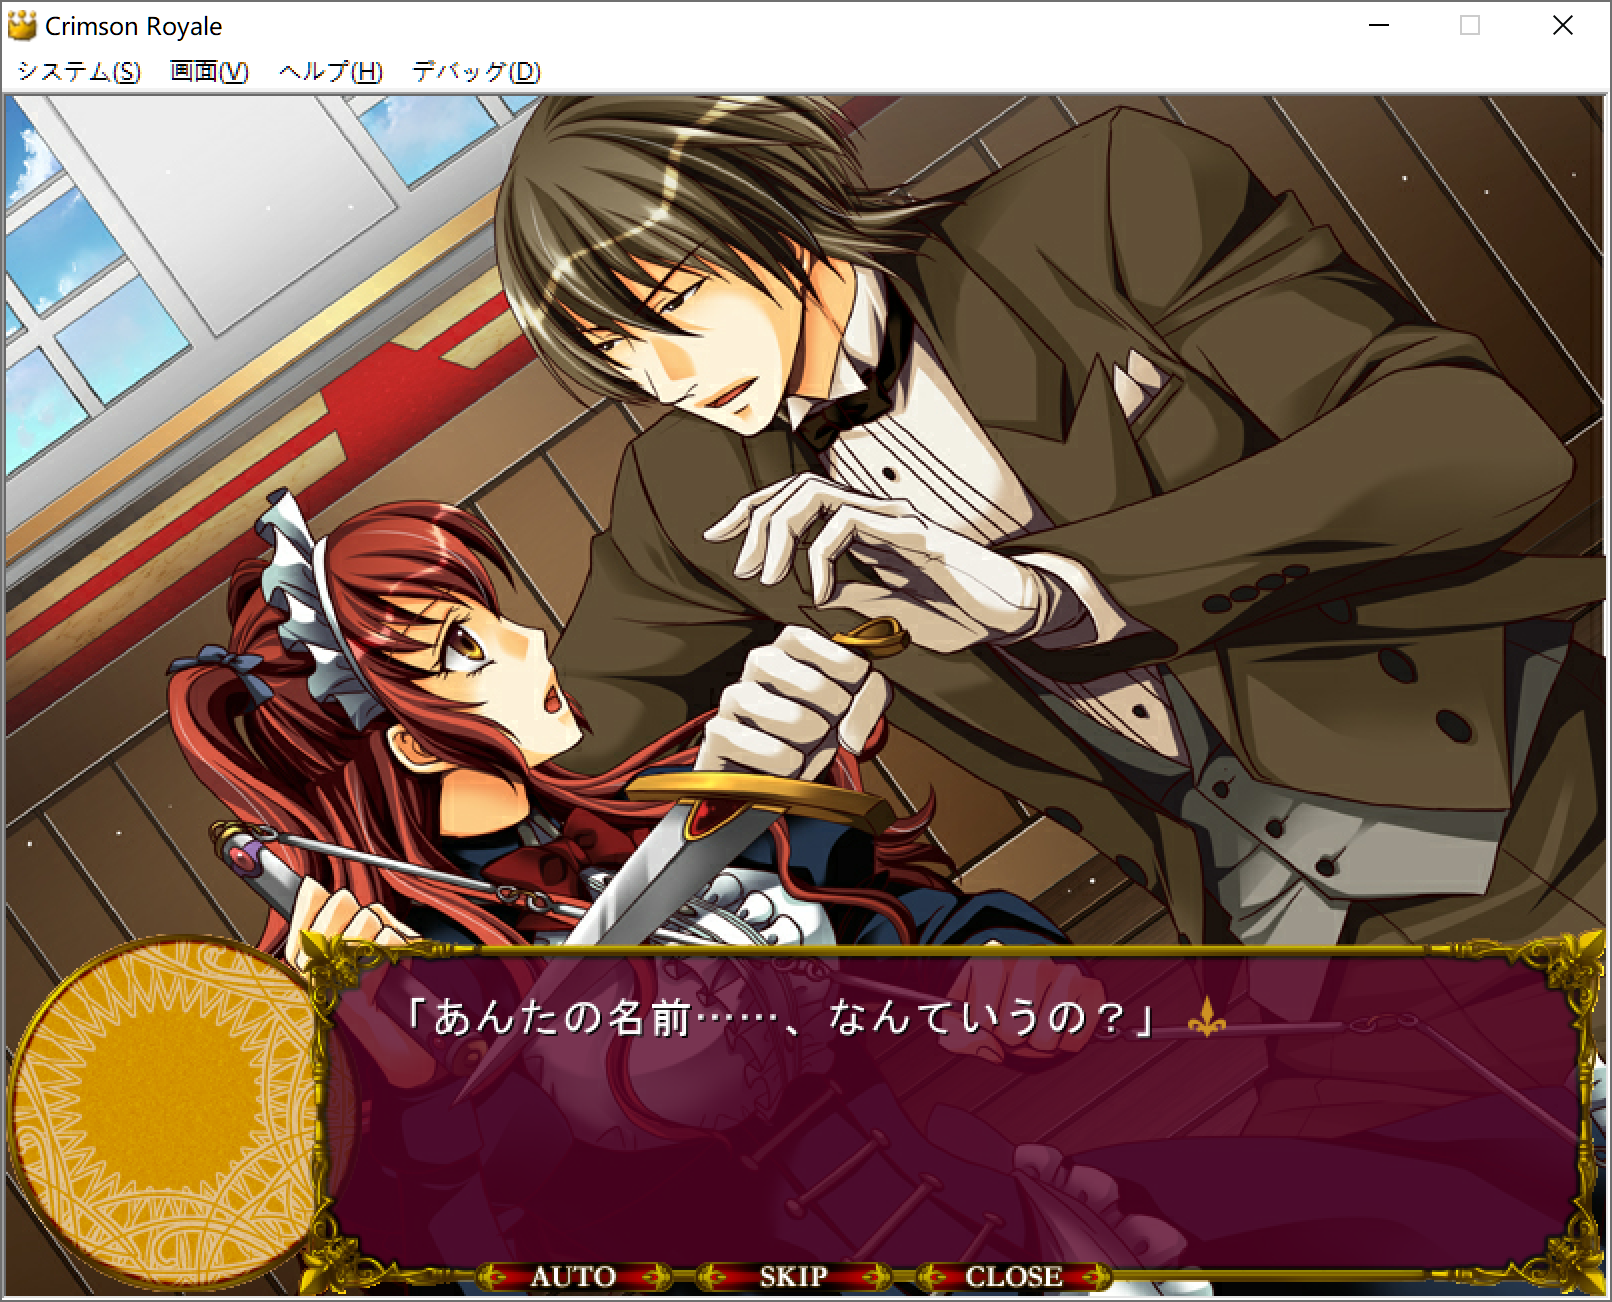 Crimson Royale
システム(S) 画面(V) ヘルプ(H) デバッグ(D)
「あんたの名前……、なんていうの？」
AUTO SKIP CLOSE